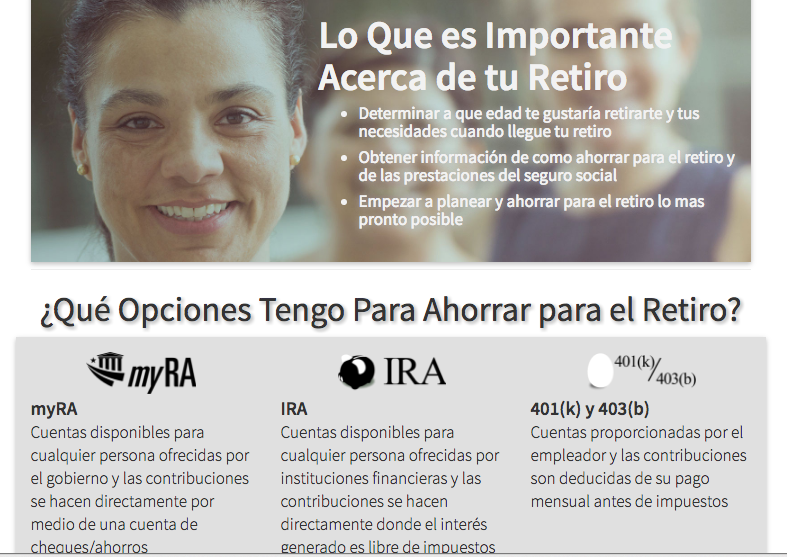 Lo Que es Importante
Acerca de tu Retiro
Determinar a que edad te gustaría retirarte y tus
necesidades cuando llegue tu retiro
Obtener información de como ahorrar para el retiro y
de las prestaciones del seguro social
Empezar a planear y ahorrar para el retiro lo mas
pronto posible
¿Qué Opciones Tengo Para Ahorrar para el Retiro?
myRA
myRA
Cuentas disponibles para
cualquier persona ofrecidas por
el gobierno y las contribuciones
se hacen directamente por
medio de una cuenta de
cheques/ahorros
IRA
IRA
Cuentas disponibles para
cualquier persona ofrecidas por
instituciones financieras y las
contribuciones se hacen
directamente donde el interés
generado es libre de impuestos
401(k)/403(b)
401(k) y 403(b)
Cuentas proporcionadas por el
empleador y las contribuciones
son deducidas de su pago
mensual antes de impuestos